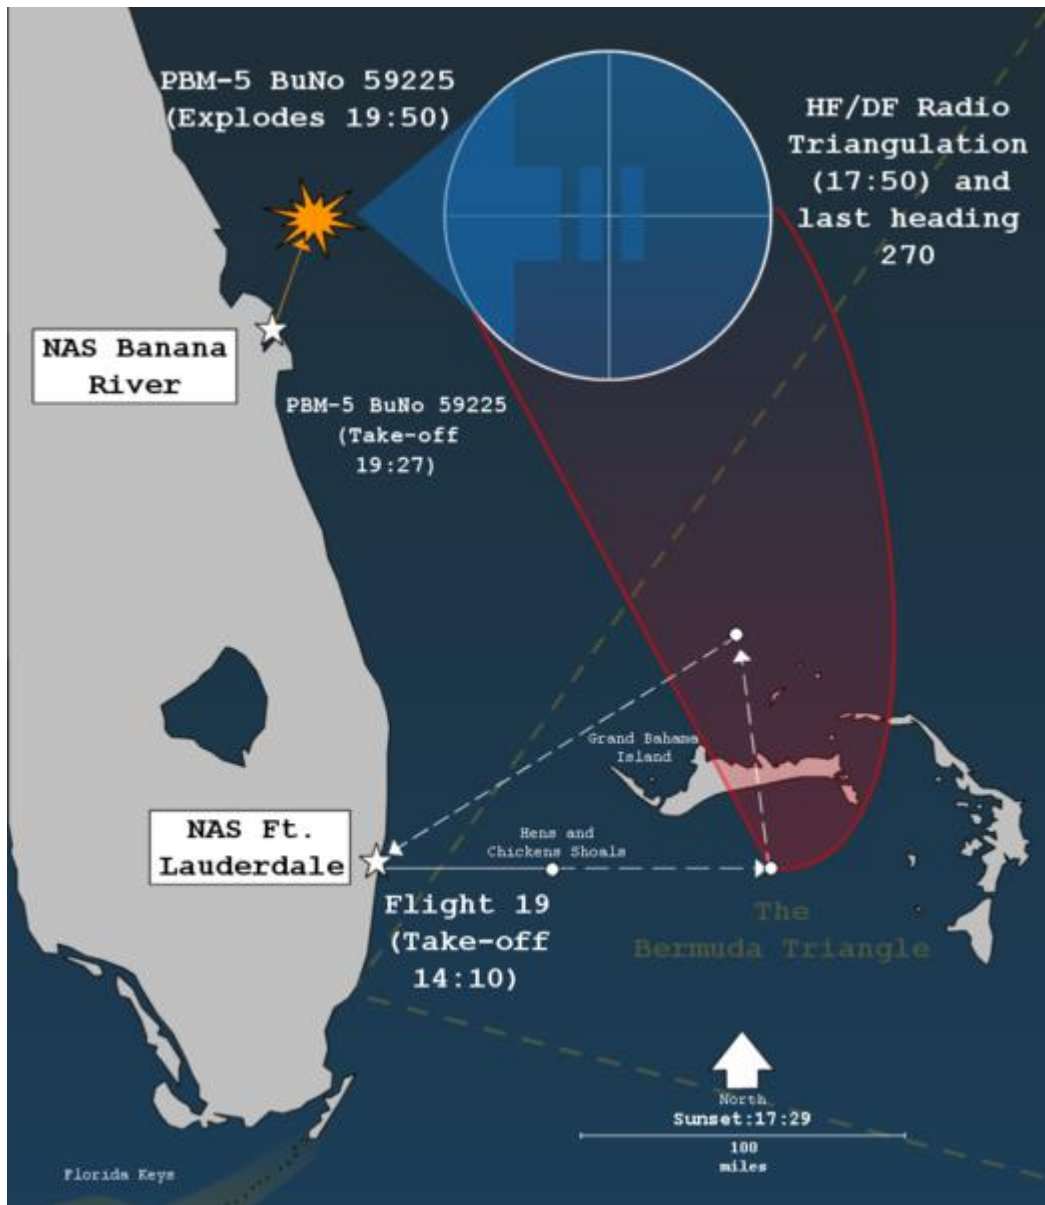 PBM-5 BuNo 59225
(Explodes 19:50)
HF/DF Radio
Triangulation
(17:50) and
last heading
270
NAS Banana
River
PBM-5 BuNo 59225
(Take-off
19:27)
Grand Bahama
Island
NAS Ft.
Lauderdale
Hens and
Chickens Shoals
Flight 19
(Take-off
14:10)
The
Bermuda Triangle
North
Sunset:17:29
100
miles
Florida Keys